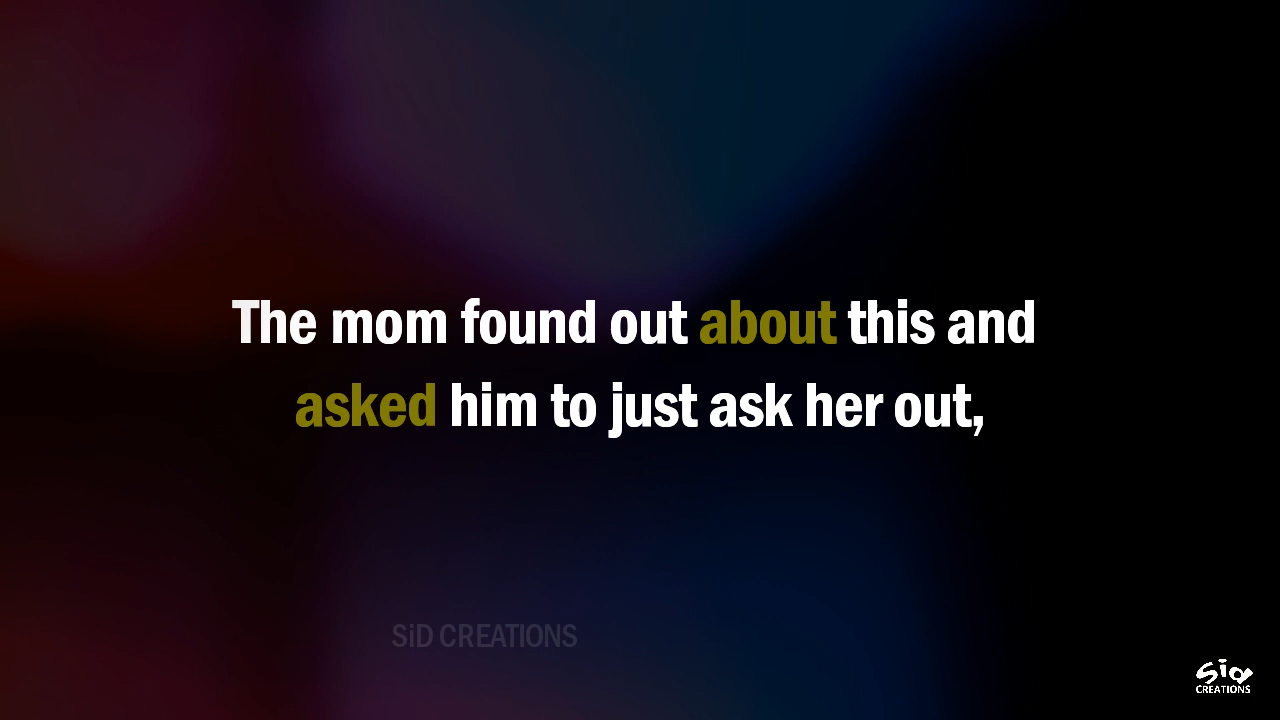 The mom found out about this and
asked him to just ask her out,
SiD CREATIONS
Sid
CREATIONS